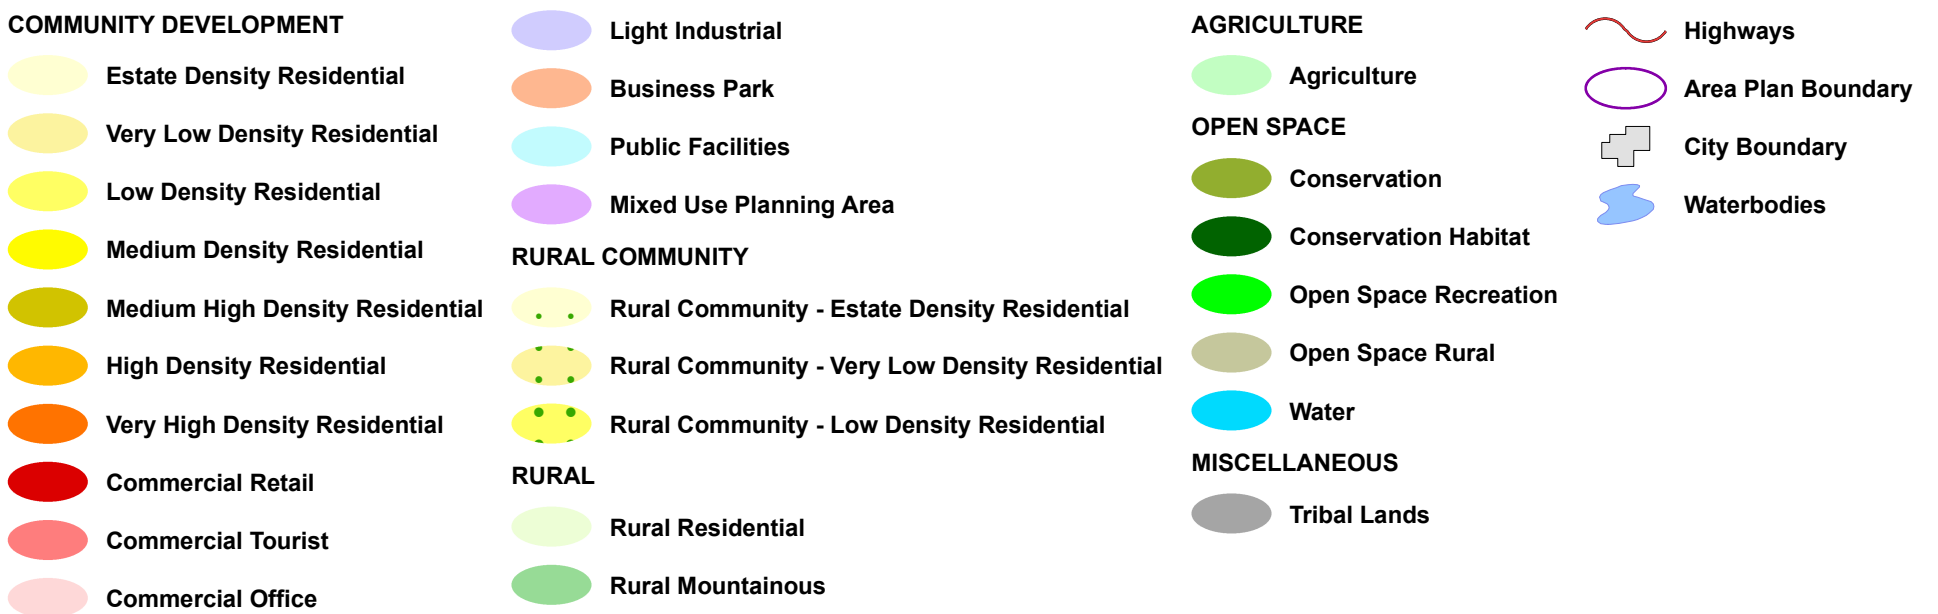 COMMUNITY DEVELOPMENT
Estate Density Residential
Very Low Density Residential
Low Density Residential
Medium Density Residential
Medium High Density Residential
High Density Residential
Very High Density Residential
Commercial Retail
Commercial Tourist
Commercial Office
Light Industrial
Business Park
Public Facilities
Mixed Use Planning Area
RURAL COMMUNITY
Rural Community - Estate Density Residential
Rural Community - Very Low Density Residential
Rural Community - Low Density Residential
RURAL
Rural Residential
Rural Mountainous
AGRICULTURE
Agriculture
OPEN SPACE
Conservation
Conservation Habitat
Open Space Recreation
Open Space Rural
Water
MISCELLANEOUS
Tribal Lands
Highways
Area Plan Boundary
City Boundary
Waterbodies